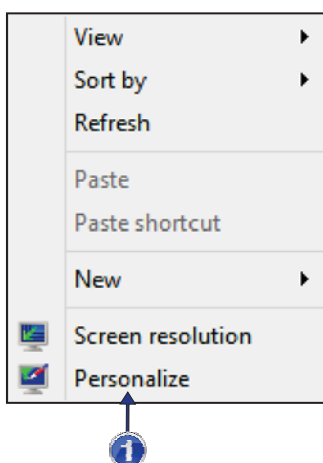 View
Sort by
Refresh
Paste
Paste shortcut
New
Screen resolution
Personalize
1